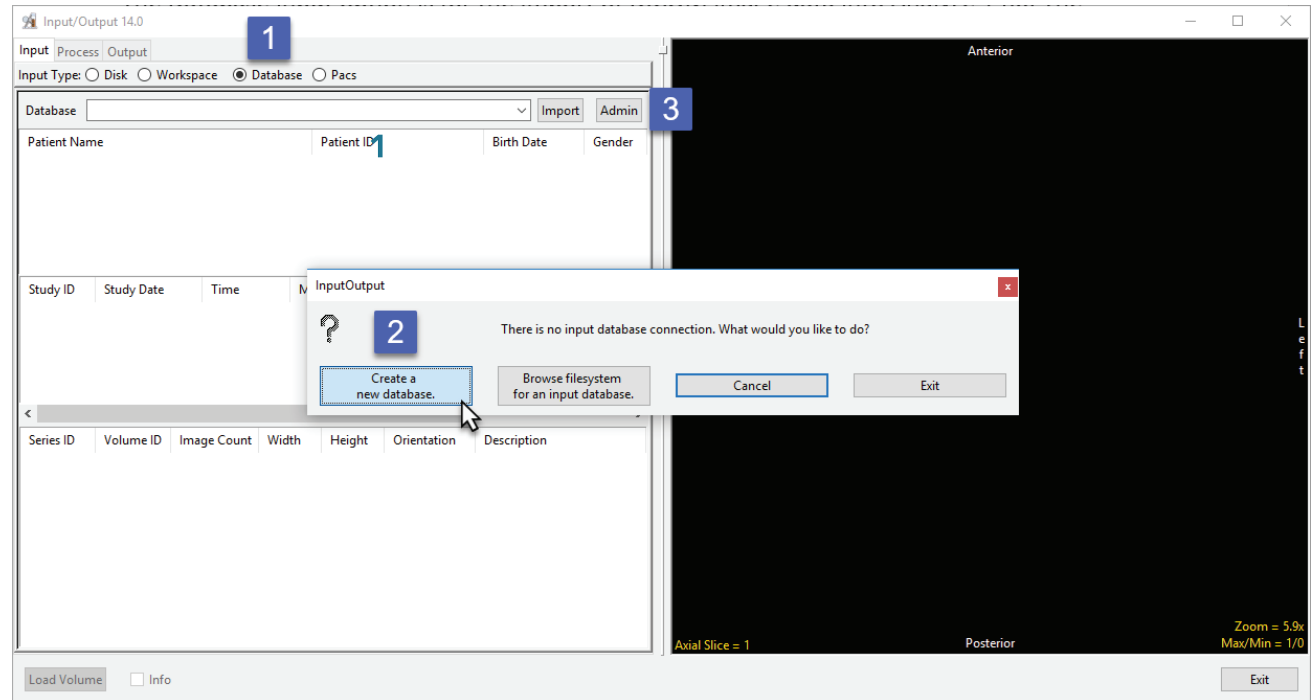 Input/Output 14.0
1
Input Process Output
Input Type: Disk Workspace Database Pacs
Anterior
Database Import Admin 3
Patient Name Patient ID Birth Date Gender
1
Study ID Study Date Time M
InputOutput x
2
There is no input database connection. What would you like to do?
Create a
new database.
Browse filesystem
for an input database.
Cancel
Exit
L
e
f
t
Series ID Volume ID Image Count Width Height Orientation Description
Zoom = 5.9x
Axial Slice = 1 Posterior Max/Min = 1/0
Load Volume Info Exit